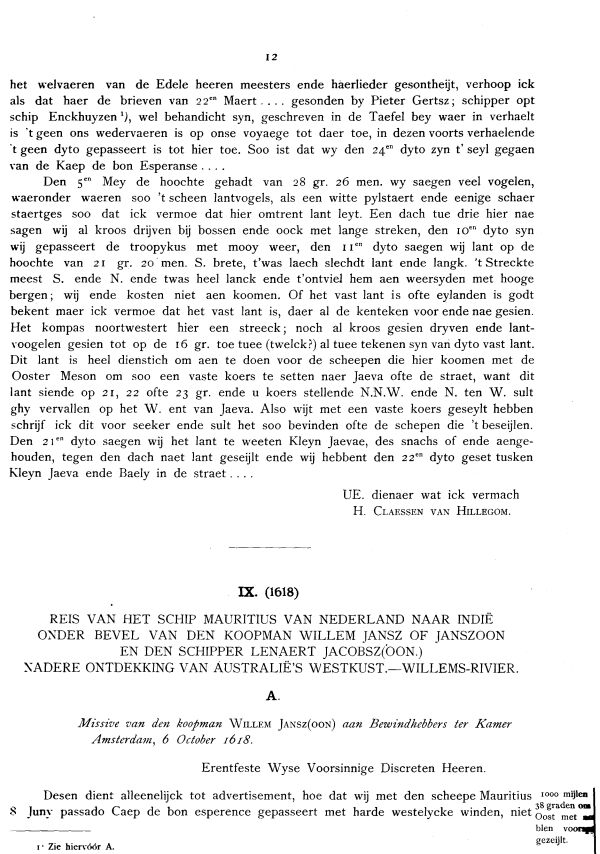 12
het welvaeren van de Edele heeren meesters ende haerlieder gesontheijt, verhoop ick
als dat haer de brieven van 22en Maert .... gesonden by Pieter Gertsz; schipper opt
schip Enckhuyzen 1), wel behandicht syn, geschreven in de Taefel bey waer in verhaelt
is 't geen ons wedervaeren is op onse voyaege tot daer toe, in dezen voorts verhaelende
't geen dyto gepasseert is tot hier toe. Soo ist dat wy den 24en dyto zyn t' seyl gegaen
van de Kaep de bon Esperanse ....
Den 5en Mey de hoochte gehadt van 28 gr. 26 men. wy saegen veel vogelen,
waeronder waeren soo 't scheen lantvogels, als een witte pylstaert ende eenige schaer
staertges soo dat ick vermoe dat hier omtrent lant leyt. Een dach tue drie hier nae
sagen wij al kroos drijven bij bossen ende oock met lange streken, den 10en dyto syn
wij gepasseert de troopykus met mooy weer, den 11en dyto saegen wij lant op de
hoochte van 21 gr. 20 men. S. brete, t'was laech slechdt lant ende langk. 't Streckte
meest S. ende N. ende twas heel lanck ende t'ontviel hem aen weersyden met hooge
bergen; wij ende kosten niet aen koomen. Of het vast lant is ofte eylanden is godt
bekent maer ick vermoe dat het vast lant is, daer al de kenteken voor ende nae gesien.
Het kompas noortwestert hier een streeck; noch al kroos gesien dryven ende lant-
voogelen gesien tot op de 16 gr. toe tuee (twelck?) al tuee tekenen syn van dyto vast lant.
Dit lant is heel dienstich om aen te doen voor de scheepen die hier koomen met de
Ooster Meson om soo een vaste koers te setten naer Jaeva ofte de straet, want dit
lant siende op 21, 22 ofte 23 gr. ende u koers stellende N.N.W. ende N. ten W. sult
ghy vervallen op het W. ent van Jaeva. Also wijt met een vaste koers geseylt hebben
schrijf ick dit voor seeker ende sult het soo bevinden ofte de schepen die 't beseijlen.
Den 21en dyto saegen wij het lant te weeten Kleyn Jaevae, des snachs of ende aenge-
houden, tegen den dach naet lant geseijlt ende wij hebbent den 22en dyto geset tusken
Kleyn Jaeva ende Baely in de straet ....
UE. dienaer wat ick vermach
H. Claessen van Hillegom.
IX. (1618)
REIS VAN HET SCHIP MAURITIUS VAN NEDERLAND NAAR INDIË
ONDER BEVEL VAN DEN KOOPMAN WILLEM JANSZ OF JANSZOON
EN DEN SCHIPPER LENAERT JACOBSZ(OON.)
NADERE ONTDEKKING VAN AUSTRALIË'S WESTKUST.—WILLEMS-RIVIER.
A.
Missive van den koopman Willem Jansz(oon) aan Bewindhebbers ter Kamer
Amsterdam, 6 October 1618.
Erentfeste Wyse Voorsinnige Discreten Heeren.
Desen dient alleenelijck tot advertisement, hoe dat wij met den scheepe Mauritius
8 Juny passado Caep de bon esperence gepasseert met harde westelycke winden, niet
1000 mijlen
38 graden om
Oost met
blen voor
gezeijlt.
1) Zie hiervóór A.